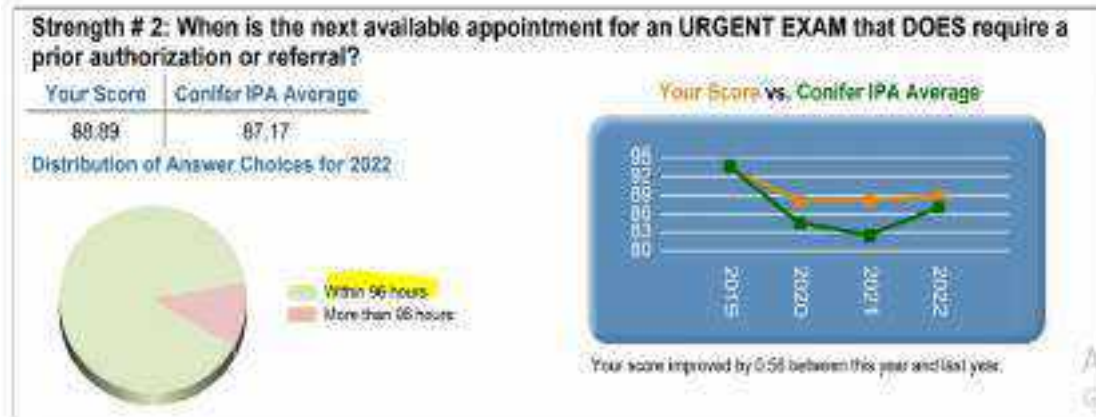 Strength # 2: When is the next available appointment for an URGENT EXAM that DOES require a
prior authorization or referral?
Your Score Conifer IPA Average
88.89 87.17
Distribution of Answer Choices for 2022
Within 96 hours
More than 96 hours
Your Score vs. Conifer IPA Average
95
92
89
86
83
80
2019
2020
2021
2022
Your score improved by 0.56 between this year and last year.